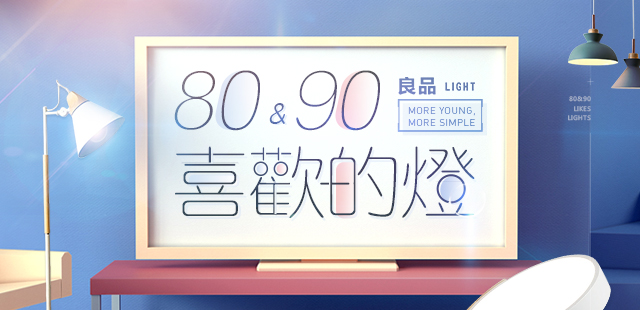 80 & 90 良品 LIGHT
MORE YOUNG,
MORE SIMPLE
喜歡的燈
80&90
LIKES
LIGHTS